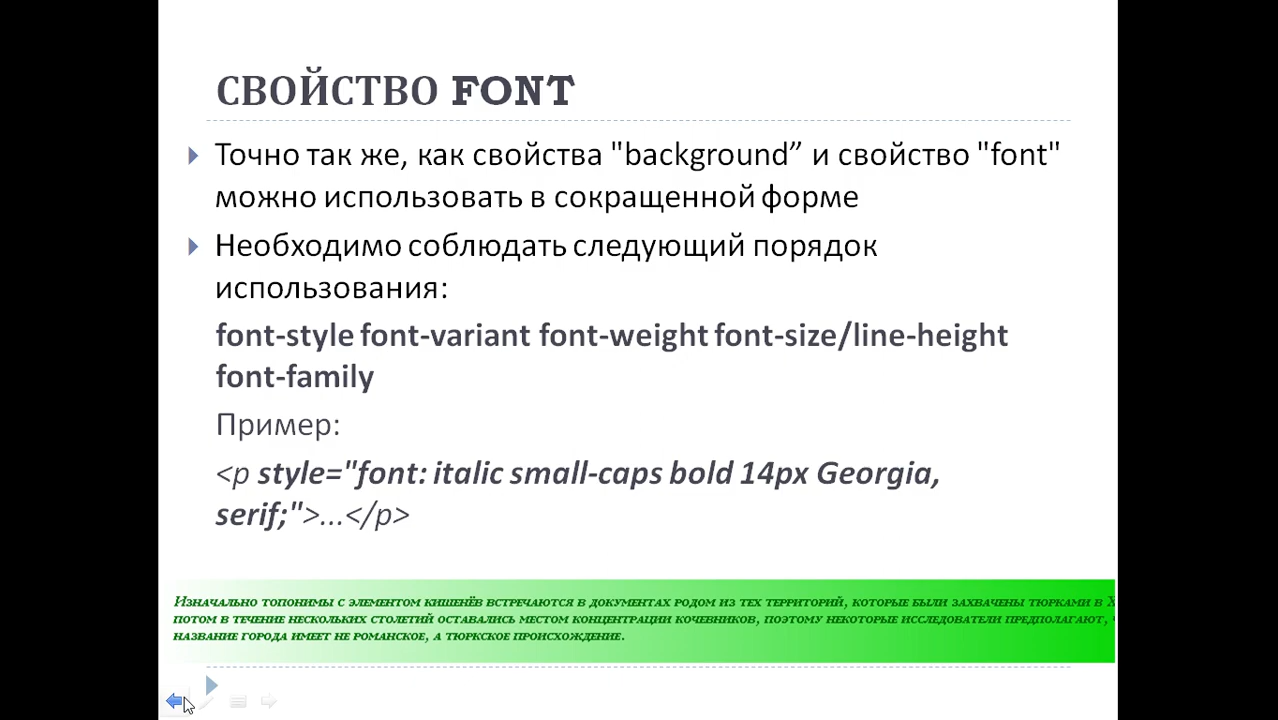 СВОЙСТВО FONT
Точно так же, как свойства "background” и свойство "font"
можно использовать в сокращенной форме
Необходимо соблюдать следующий порядок
использования:
font-style font-variant font-weight font-size/line-height
font-family
Пример:
<p style="font: italic small-caps bold 14px Georgia,
serif;">...</p>
Изначально топонимы с элементом кишенёв встречаются в документах родом из тех территорий, которые были захвачены тюрками в
потом в течение нескольких столетий оставались местом концентрации кочевников, поэтому некоторые исследователи предполагают,
название города имеет не романское, а тюркское происхождение.